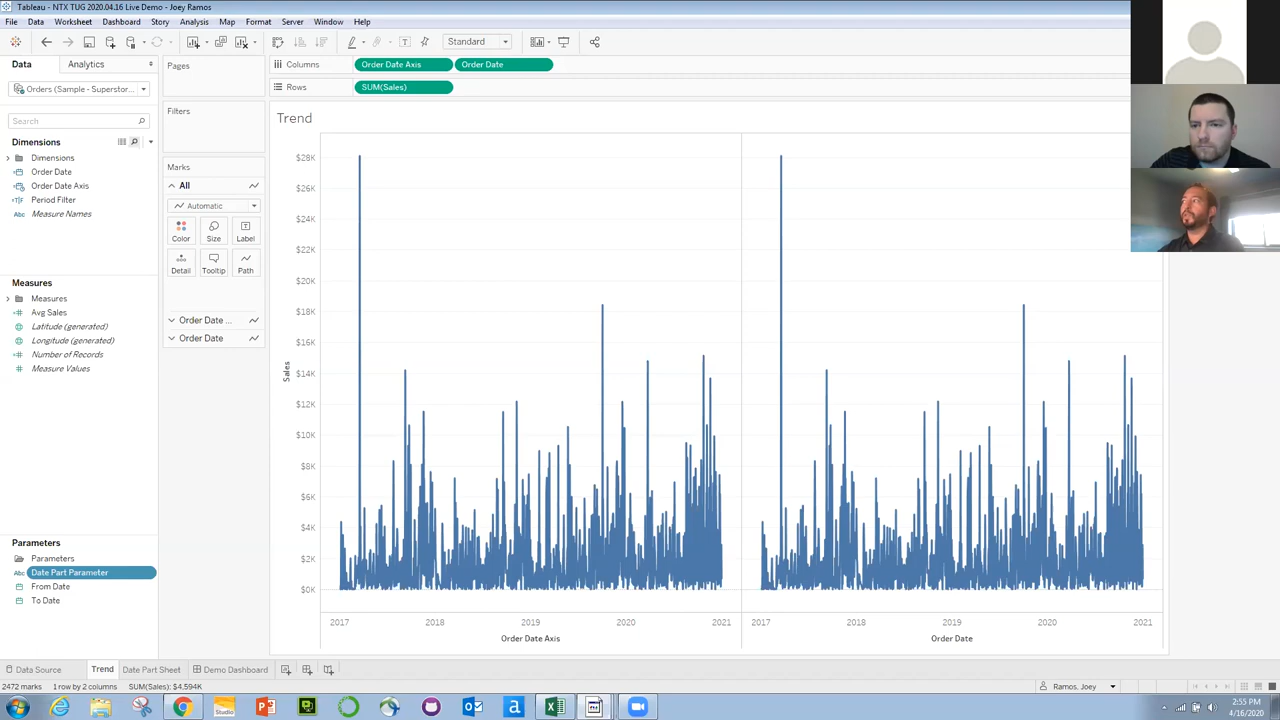 Tableau - NTX TUG 2020.04.16 Live Demo - Joey Ramos
File Data Worksheet Dashboard Story Analysis Map Format Server Window Help
Standard
Data Analytics
Orders (Sample - Superstor...
Search
Dimensions
Dimensions
Order Date
Order Date Axis
Period Filter
Abc Measure Names
Measures
Measures
Avg Sales
Latitude (generated)
Longitude (generated)
Number of Records
Measure Values
Parameters
Parameters
Abc Date Part Parameter
From Date
To Date
Pages
Filters
Marks
All
Automatic
Color Size Label
Detail Tooltip Path
Order Date ...
Order Date
Columns Order Date Axis Order Date
Rows SUM(Sales)
Trend
$28K
$26K
$24K
$22K
$20K
$18K
$16K
$14K
$12K
$10K
$8K
$6K
$4K
$2K
$0K
Sales
2017 2018 2019 2020 2021 2017 2018 2019 2020 2021
Order Date Axis Order Date
Data Source Trend Date Part Sheet Demo Dashboard
2472 marks 1 row by 2 columns SUM(Sales): $4,594K
Ramos, Joey
Studio
2:55 PM
4/16/2020